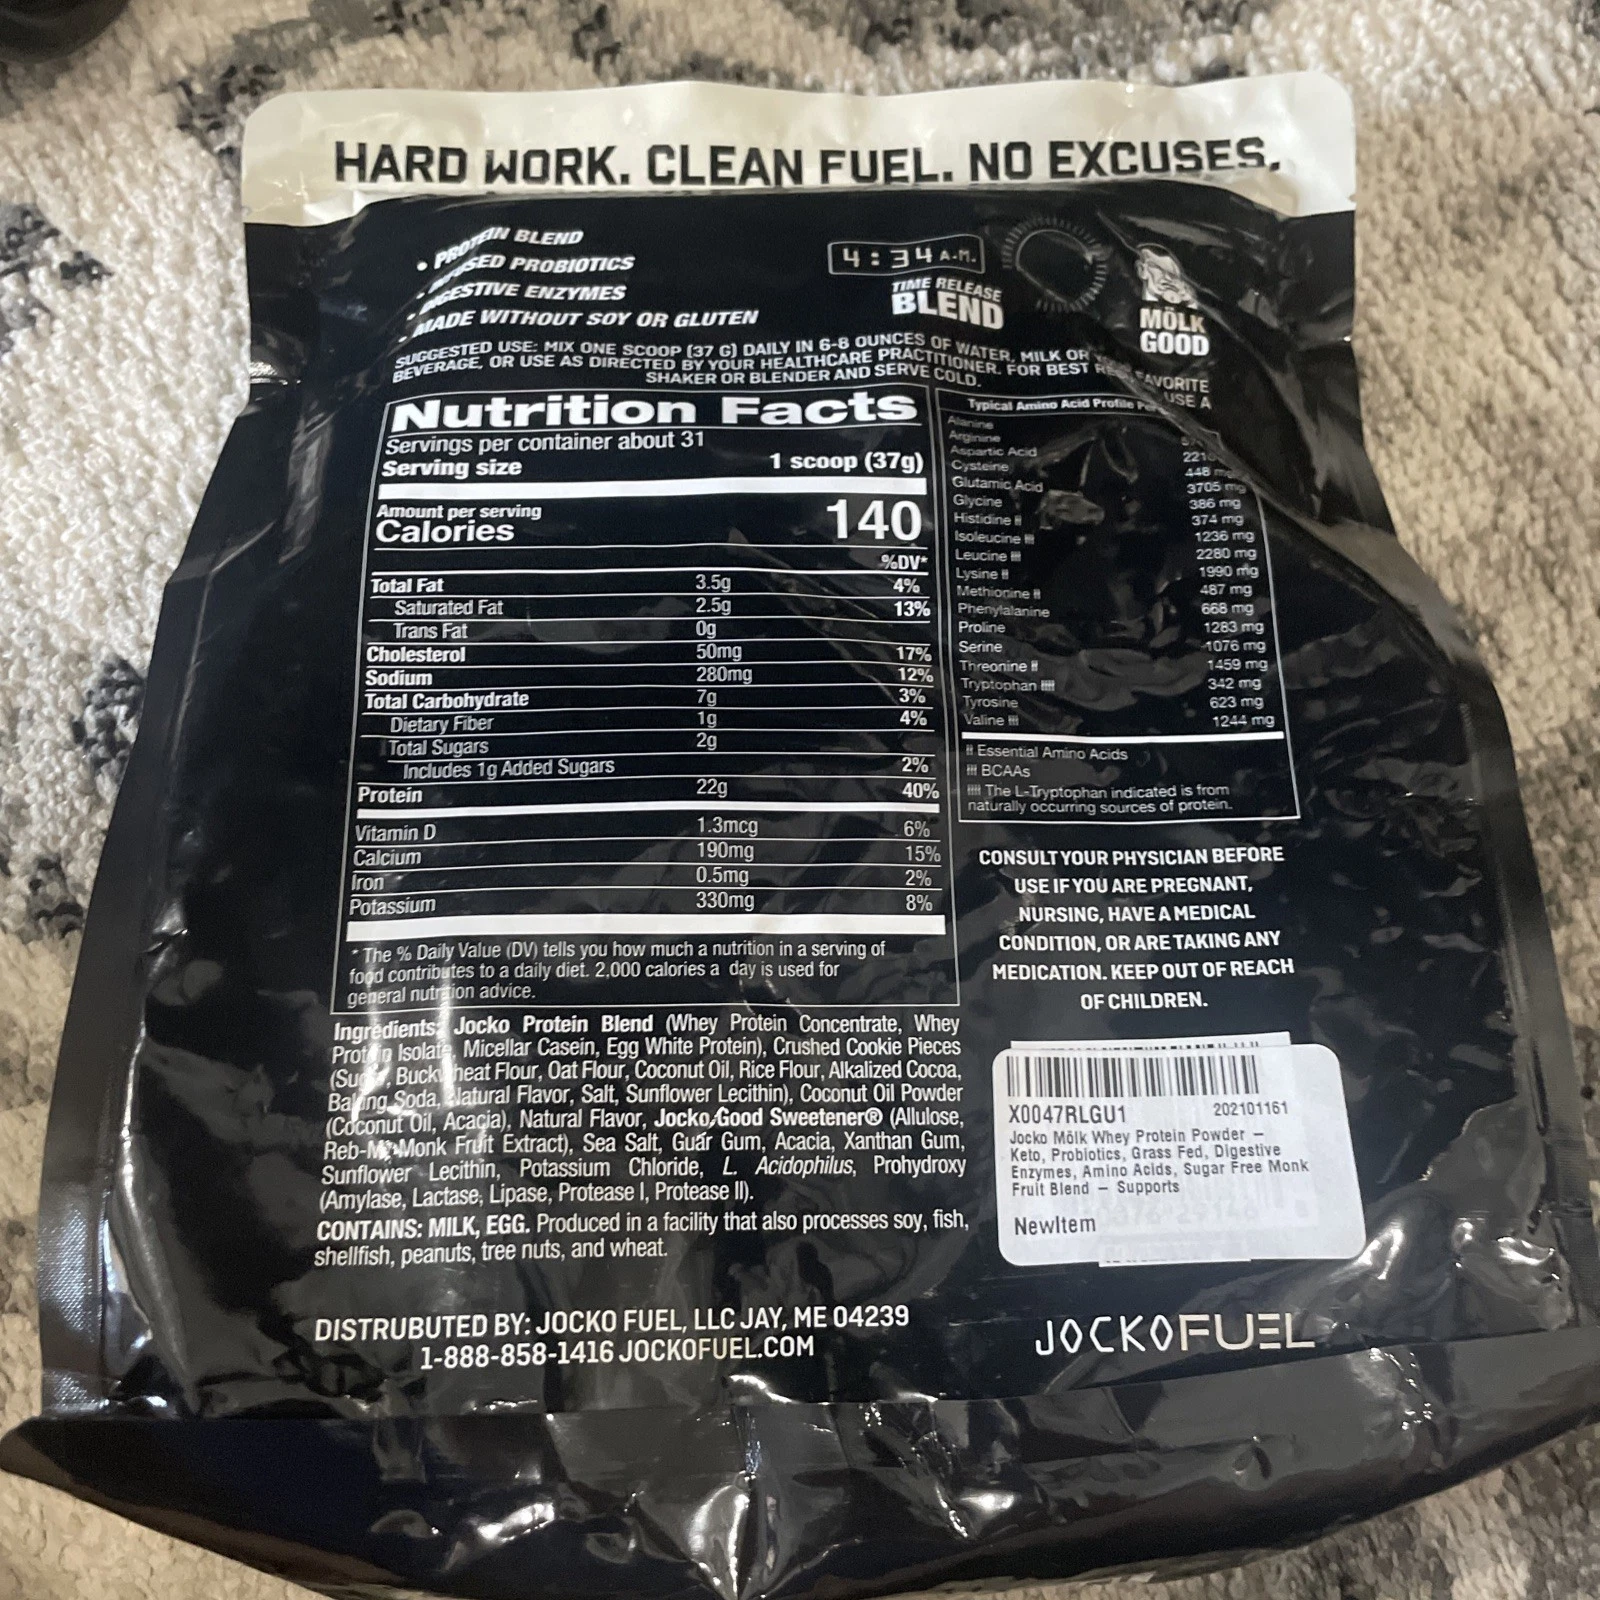 HARD WORK. CLEAN FUEL. NO EXCUSES.
• PROTEIN BLEND
PROBIOTICS
ENZYMES
• MADE WITHOUT SOY OR GLUTEN
4:34 A.M.
TIME RELEASE
BLEND
MÖLK
GOOD
SUGGESTED USE: MIX ONE SCOOP (37 G) DAILY IN 6-8 OUNCES OF WATER, MILK OR
FAVORITE
BEVERAGE, OR USE AS DIRECTED BY YOUR HEALTHCARE PRACTITIONER. FOR BEST
USE A
SHAKER OR BLENDER AND SERVE COLD.
Nutrition Facts
Servings per container about 31
Serving size 1 scoop (37g)
Amount per serving
Calories 140
%DV*
Total Fat 3.5g 4%
Saturated Fat 2.5g 13%
Trans Fat 0g
Cholesterol 50mg 17%
Sodium 280mg 12%
Total Carbohydrate 7g 3%
Dietary Fiber 1g 4%
Total Sugars 2g
Includes 1g Added Sugars 2%
Protein 22g 40%
Vitamin D 1.3mcg 6%
Calcium 190mg 15%
Iron 0.5mg 2%
Potassium 330mg 8%
* The % Daily Value (DV) tells you how much a nutrition in a serving of
food contributes to a daily diet. 2,000 calories a day is used for
general nutrition advice.
Typical Amino Acid Profile
Alanine
Arginine
Aspartic Acid
Cysteine 448
Glutamic Acid 3705 mg
Glycine 386 mg
Histidine 374 mg
Isoleucine 1236 mg
Leucine 2280 mg
Lysine 1990 mg
Methionine 487 mg
Phenylalanine 668 mg
Proline 1283 mg
Serine 1076 mg
Threonine 1459 mg
Tryptophan 342 mg
Tyrosine 623 mg
Valine 1244 mg
Essential Amino Acids
BCAAs
The L-Tryptophan indicated is from
naturally occurring sources of protein.
CONSULT YOUR PHYSICIAN BEFORE
USE IF YOU ARE PREGNANT,
NURSING, HAVE A MEDICAL
CONDITION, OR ARE TAKING ANY
MEDICATION. KEEP OUT OF REACH
OF CHILDREN.
Ingredients: Jocko Protein Blend (Whey Protein Concentrate, Whey
Protein Isolate, Micellar Casein, Egg White Protein), Crushed Cookie Pieces
(Sugar, Buckwheat Flour, Oat Flour, Coconut Oil, Rice Flour, Alkalized Cocoa,
Baking Soda, Natural Flavor, Salt, Sunflower Lecithin), Coconut Oil Powder
(Coconut Oil, Acacia), Natural Flavor, Jocko Good Sweetener® (Allulose,
Reb-M, Monk Fruit Extract), Sea Salt, Guar Gum, Acacia, Xanthan Gum,
Sunflower Lecithin, Potassium Chloride, L. Acidophilus, Prohydroxy
(Amylase, Lactase, Lipase, Protease I, Protease II).
CONTAINS: MILK, EGG. Produced in a facility that also processes soy, fish,
shellfish, peanuts, tree nuts, and wheat.
X0047RLGU1 202101161
Jocko Mölk Whey Protein Powder –
Keto, Probiotics, Grass Fed, Digestive
Enzymes, Amino Acids, Sugar Free Monk
Fruit Blend – Supports
NewItem
DISTRUBUTED BY: JOCKO FUEL, LLC JAY, ME 04239
1-888-858-1416 JOCKOFUEL.COM
JOCKOFUEL